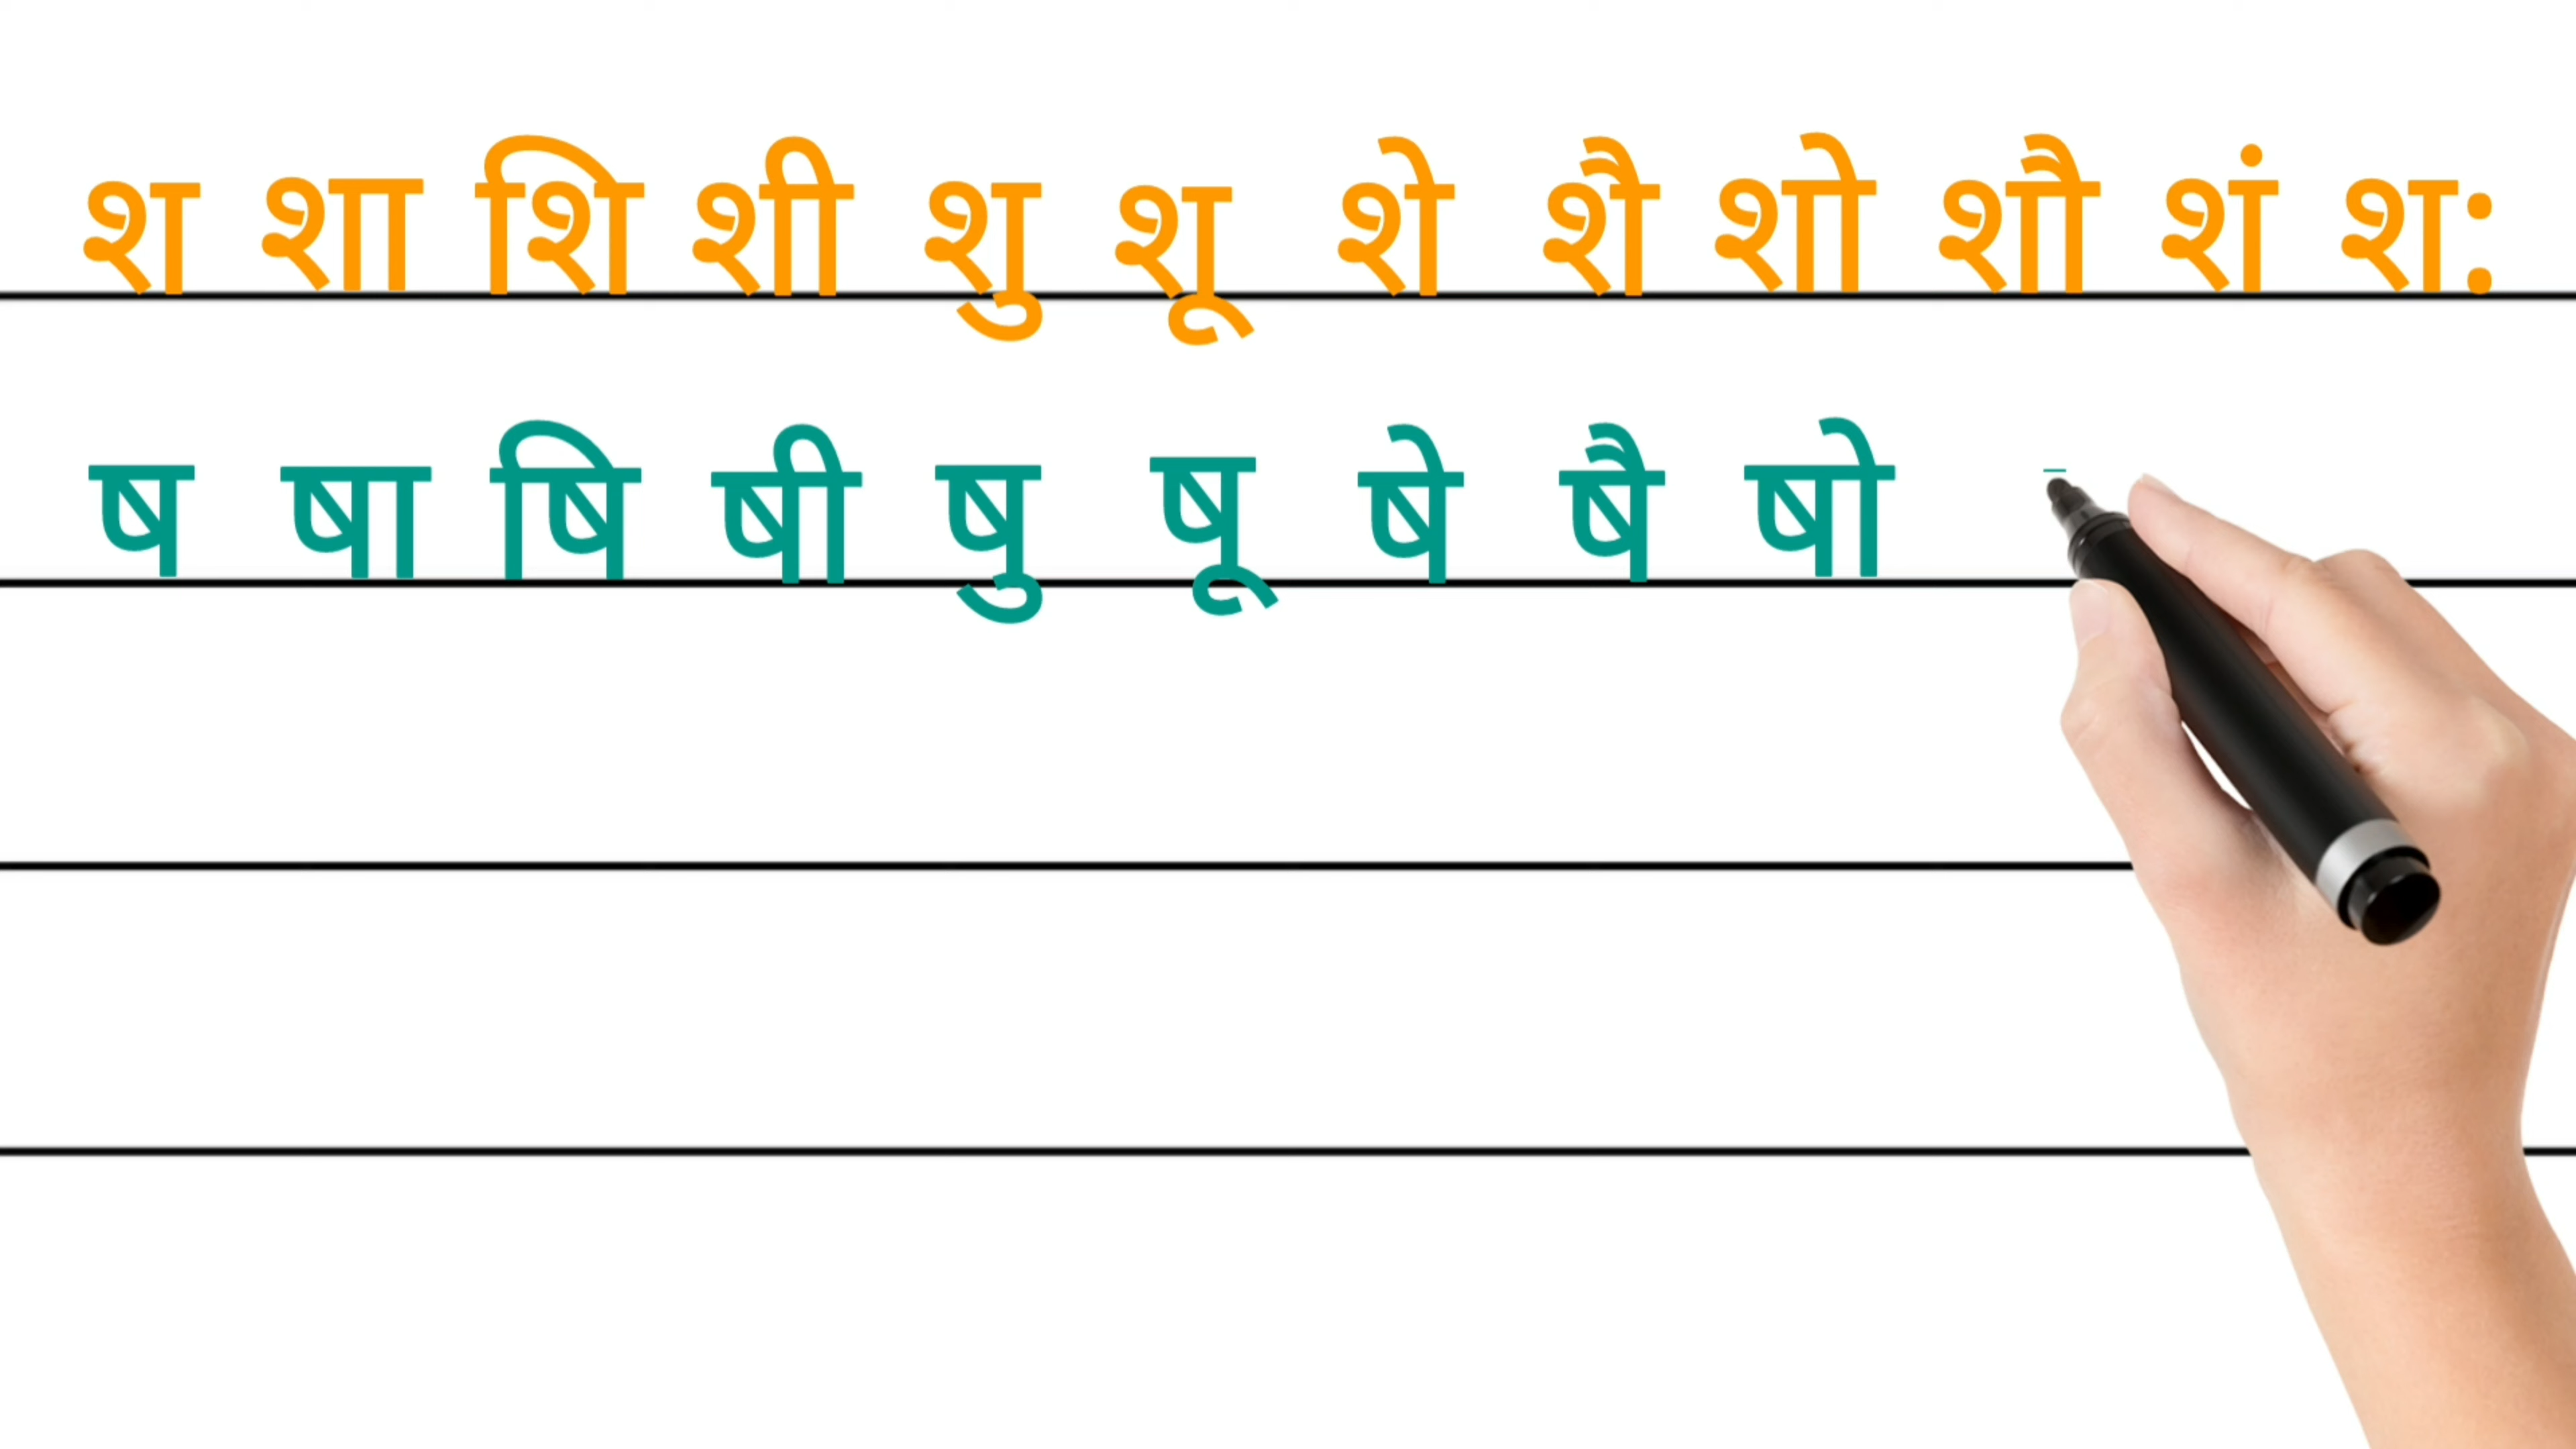 श शा शि शी शु शू शे शै शो शौ शं श:
ष षा षि षी षु षू षे षै षो